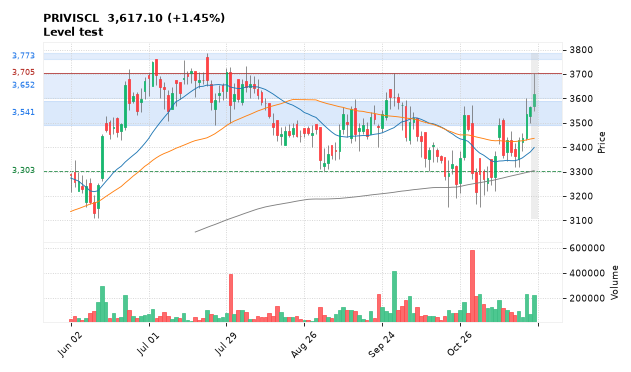 PRIVISCL 3,617.10 (+1.45%)
Level test
3,773
3,705
3,652
3,541
3,303
3800
3700
3600
3500
3400
3300
3200
3100
Price
600000
400000
200000
Volume
Jun 02
Jul 01
Jul 29
Aug 26
Sep 24
Oct 26